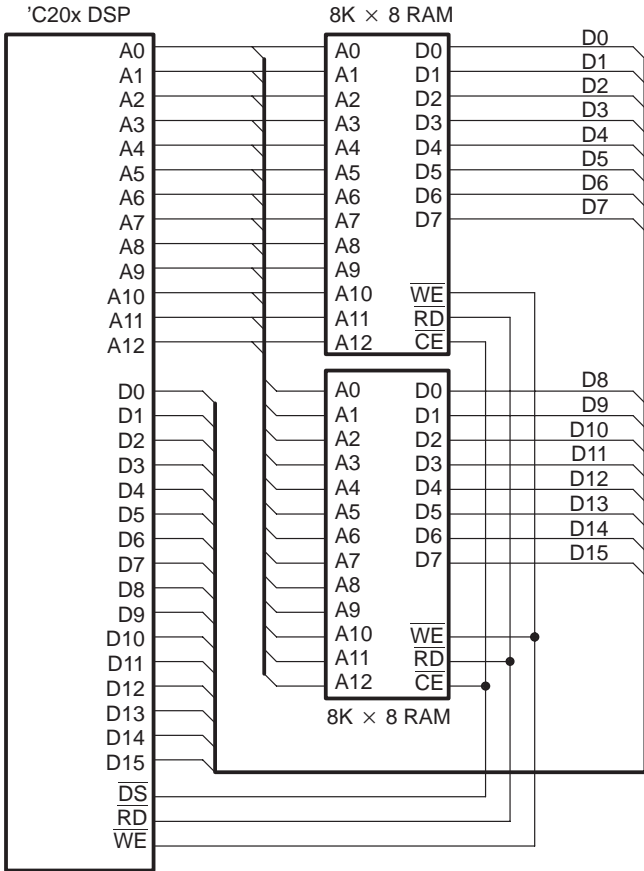 'C20x DSP
A0
A1
A2
A3
A4
A5
A6
A7
A8
A9
A10
A11
A12
D0
D1
D2
D3
D4
D5
D6
D7
D8
D9
D10
D11
D12
D13
D14
D15
DS
RD
WE
8K × 8 RAM
A0 D0
A1 D1
A2 D2
A3 D3
A4 D4
A5 D5
A6 D6
A7 D7
A8
A9
A10 WE
A11 RD
A12 CE
D0
D1
D2
D3
D4
D5
D6
D7
A0 D0
A1 D1
A2 D2
A3 D3
A4 D4
A5 D5
A6 D6
A7 D7
A8
A9
A10 WE
A11 RD
A12 CE
8K × 8 RAM
D8
D9
D10
D11
D12
D13
D14
D15